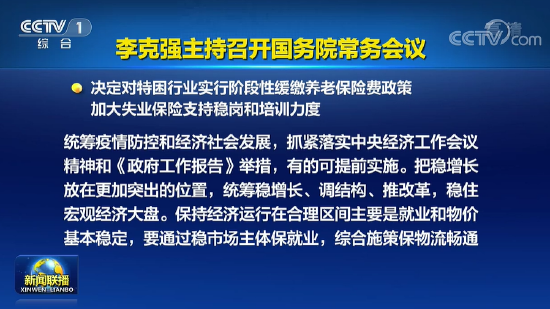 CCTV 1
综合
CCTV.com
李克强主持召开国务院常务会议
决定对特困行业实行阶段性缓缴养老保险费政策
加大失业保险支持稳岗和培训力度
统筹疫情防控和经济社会发展，抓紧落实中央经济工作会议
精神和《政府工作报告》举措，有的可提前实施。把稳增长
放在更加突出的位置，统筹稳增长、调结构、推改革，稳住
宏观经济大盘。保持经济运行在合理区间主要是就业和物价
基本稳定，要通过稳市场主体保就业，综合施策保物流畅通
新闻联播
XINWEN LIANBO